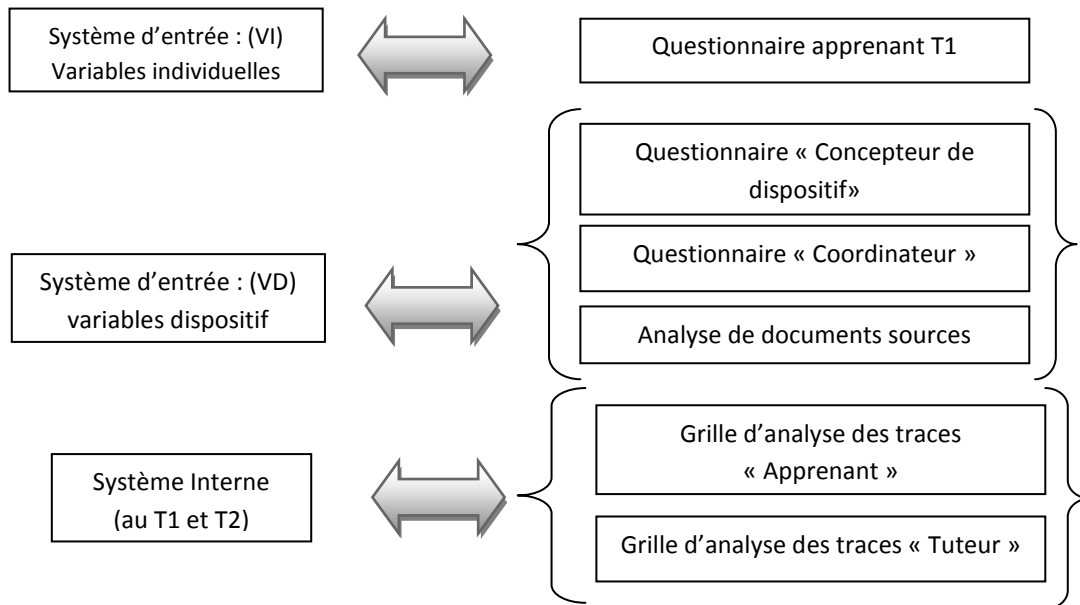 Système d'entrée : (VI)
Variables individuelles
Questionnaire apprenant T1
Questionnaire « Concepteur de
dispositif»
Questionnaire « Coordinateur »
Système d'entrée : (VD)
variables dispositif
Analyse de documents sources
Grille d'analyse des traces
« Apprenant »
Système Interne
(au T1 et T2)
Grille d'analyse des traces « Tuteur »